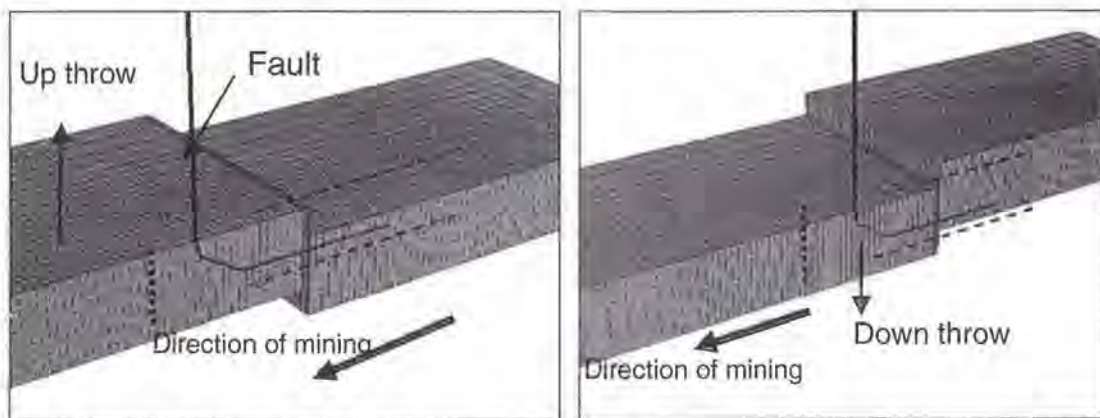 Up throw
Fault
Direction of mining
Down throw
Direction of mining